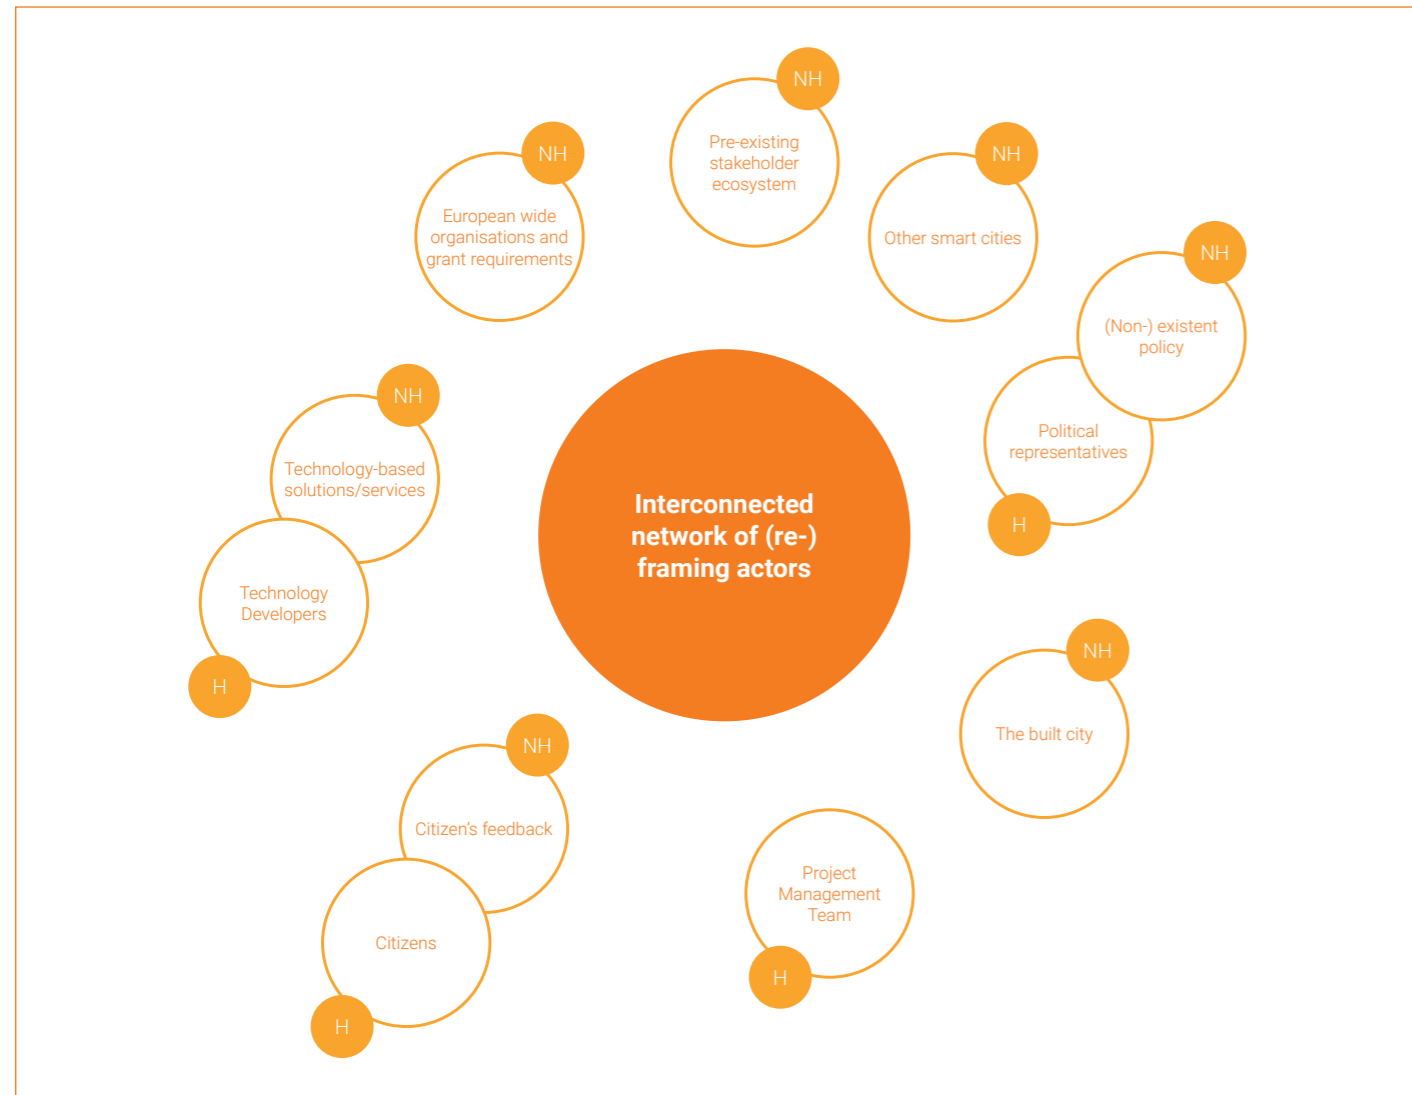 NH
Pre-existing
stakeholder
ecosystem
NH
European wide
organisations and
grant requirements
NH
Other smart cities
NH
(Non-) existent
policy
Political
representatives
H
NH
Technology-based
solutions/services
Technology
Developers
H
Interconnected
network of (re-)
framing actors
NH
The built city
NH
Citizen’s feedback
Citizens
H
Project
Management
Team
H